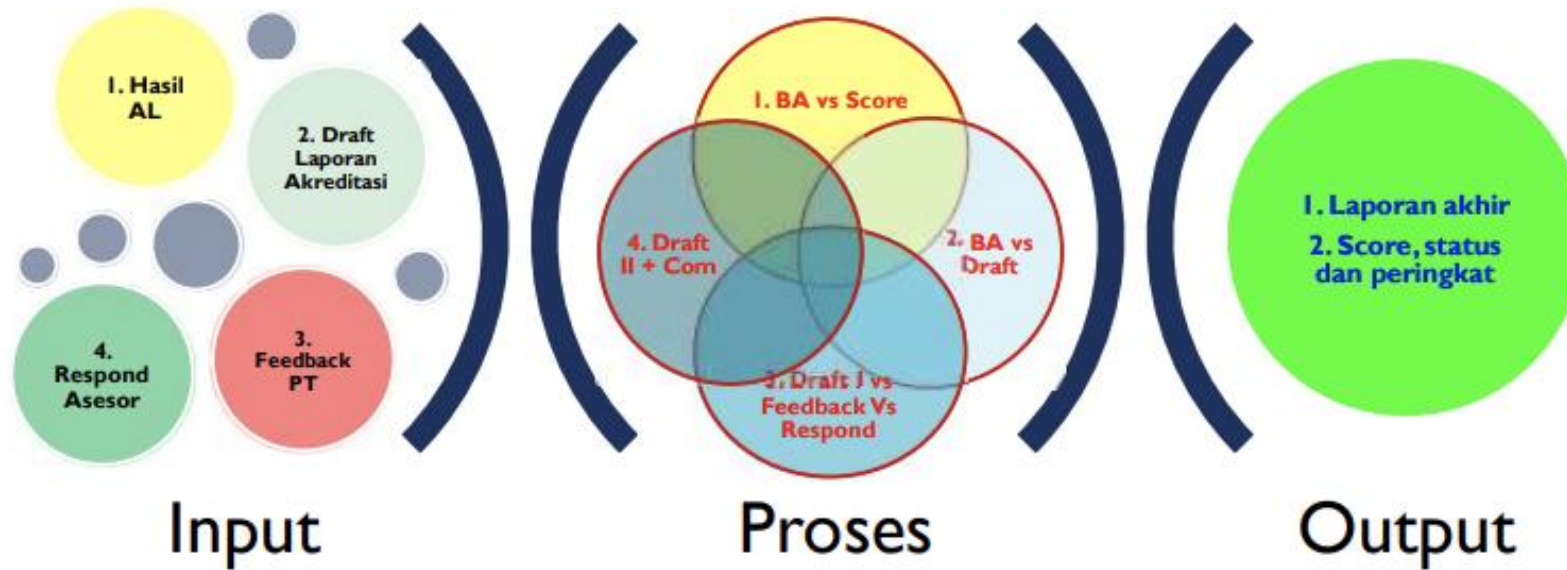 1. Hasil
AL
2. Draft
Laporan
Akreditasi
3.
Feedback
PT
4.
Respond
Asesor
Input
1. BA vs Score
2. BA vs
Draft
3. Draft I vs
Feedback Vs
Respond
4. Draft
II + Com
Proses
1. Laporan akhir
2. Score, status
dan peringkat
Output